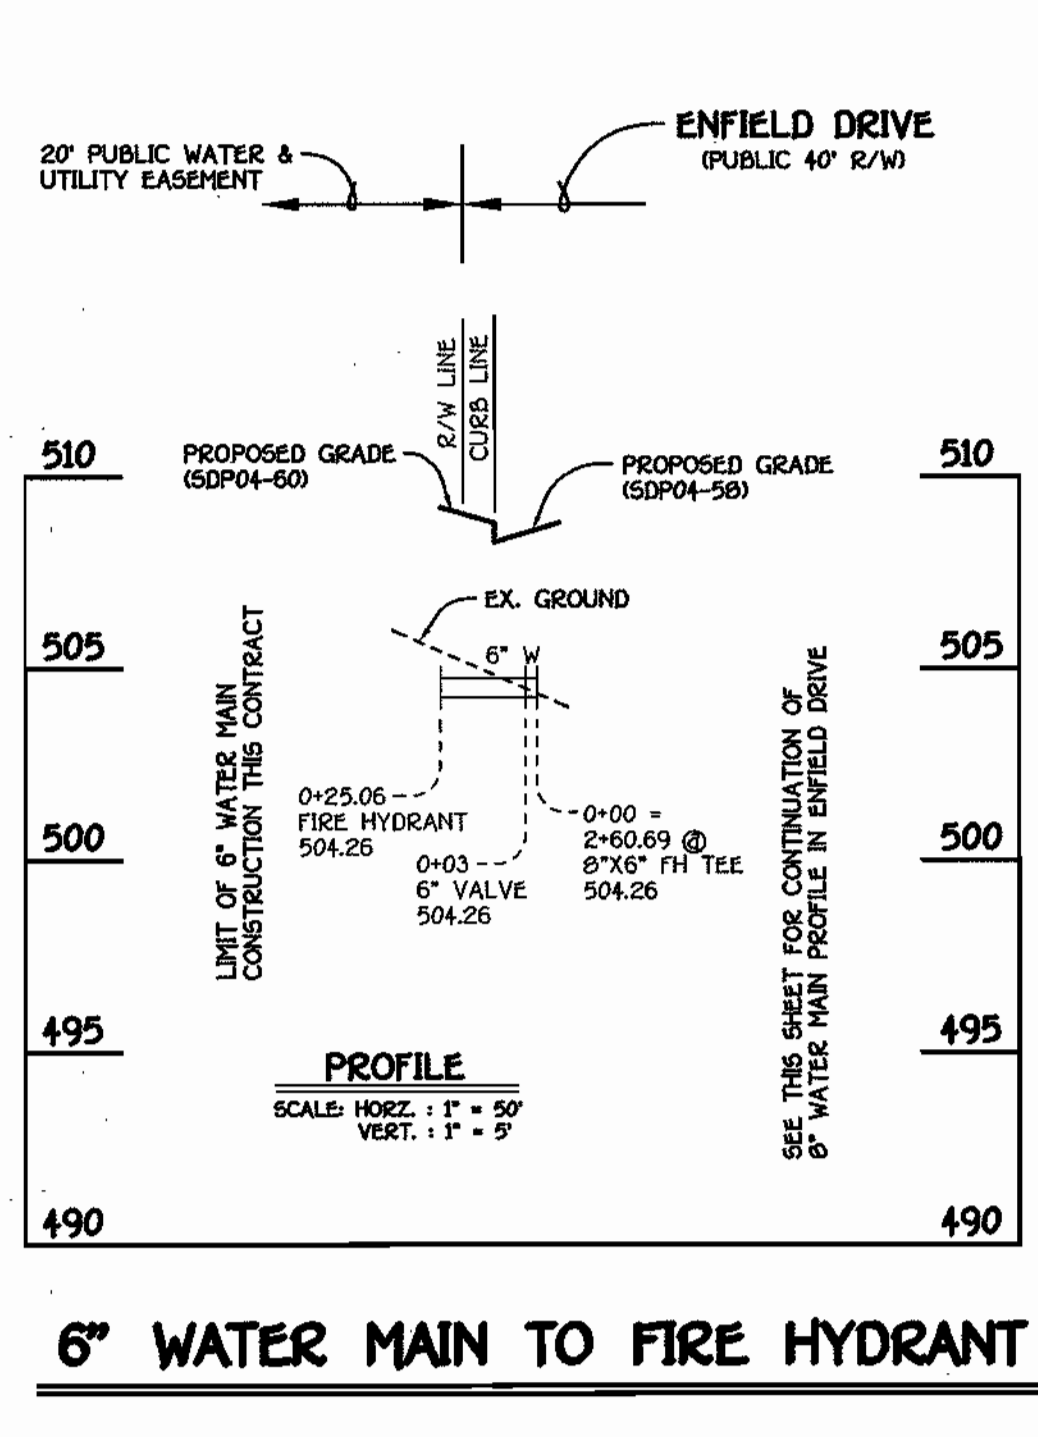 ENFIELD DRIVE
(PUBLIC 40' R/W)
20' PUBLIC WATER &
UTILITY EASEMENT
R/W LINE
CURB LINE
510
PROPOSED GRADE
(SDP04-60)
PROPOSED GRADE
(SDP04-58)
510
EX. GROUND
505
6" W
505
LIMIT OF 6" WATER MAIN
CONSTRUCTION THIS CONTRACT
0+25.06
FIRE HYDRANT
504.26
0+03
6" VALVE
504.26
0+00 =
2+60.69 @
8"X6" FH TEE
504.26
SEE THIS SHEET FOR CONTINUATION OF
8" WATER MAIN PROFILE IN ENFIELD DRIVE
500
500
495
495
PROFILE
SCALE: HORZ. : 1" = 50'
VERT. : 1" = 5'
490
490
6" WATER MAIN TO FIRE HYDRANT